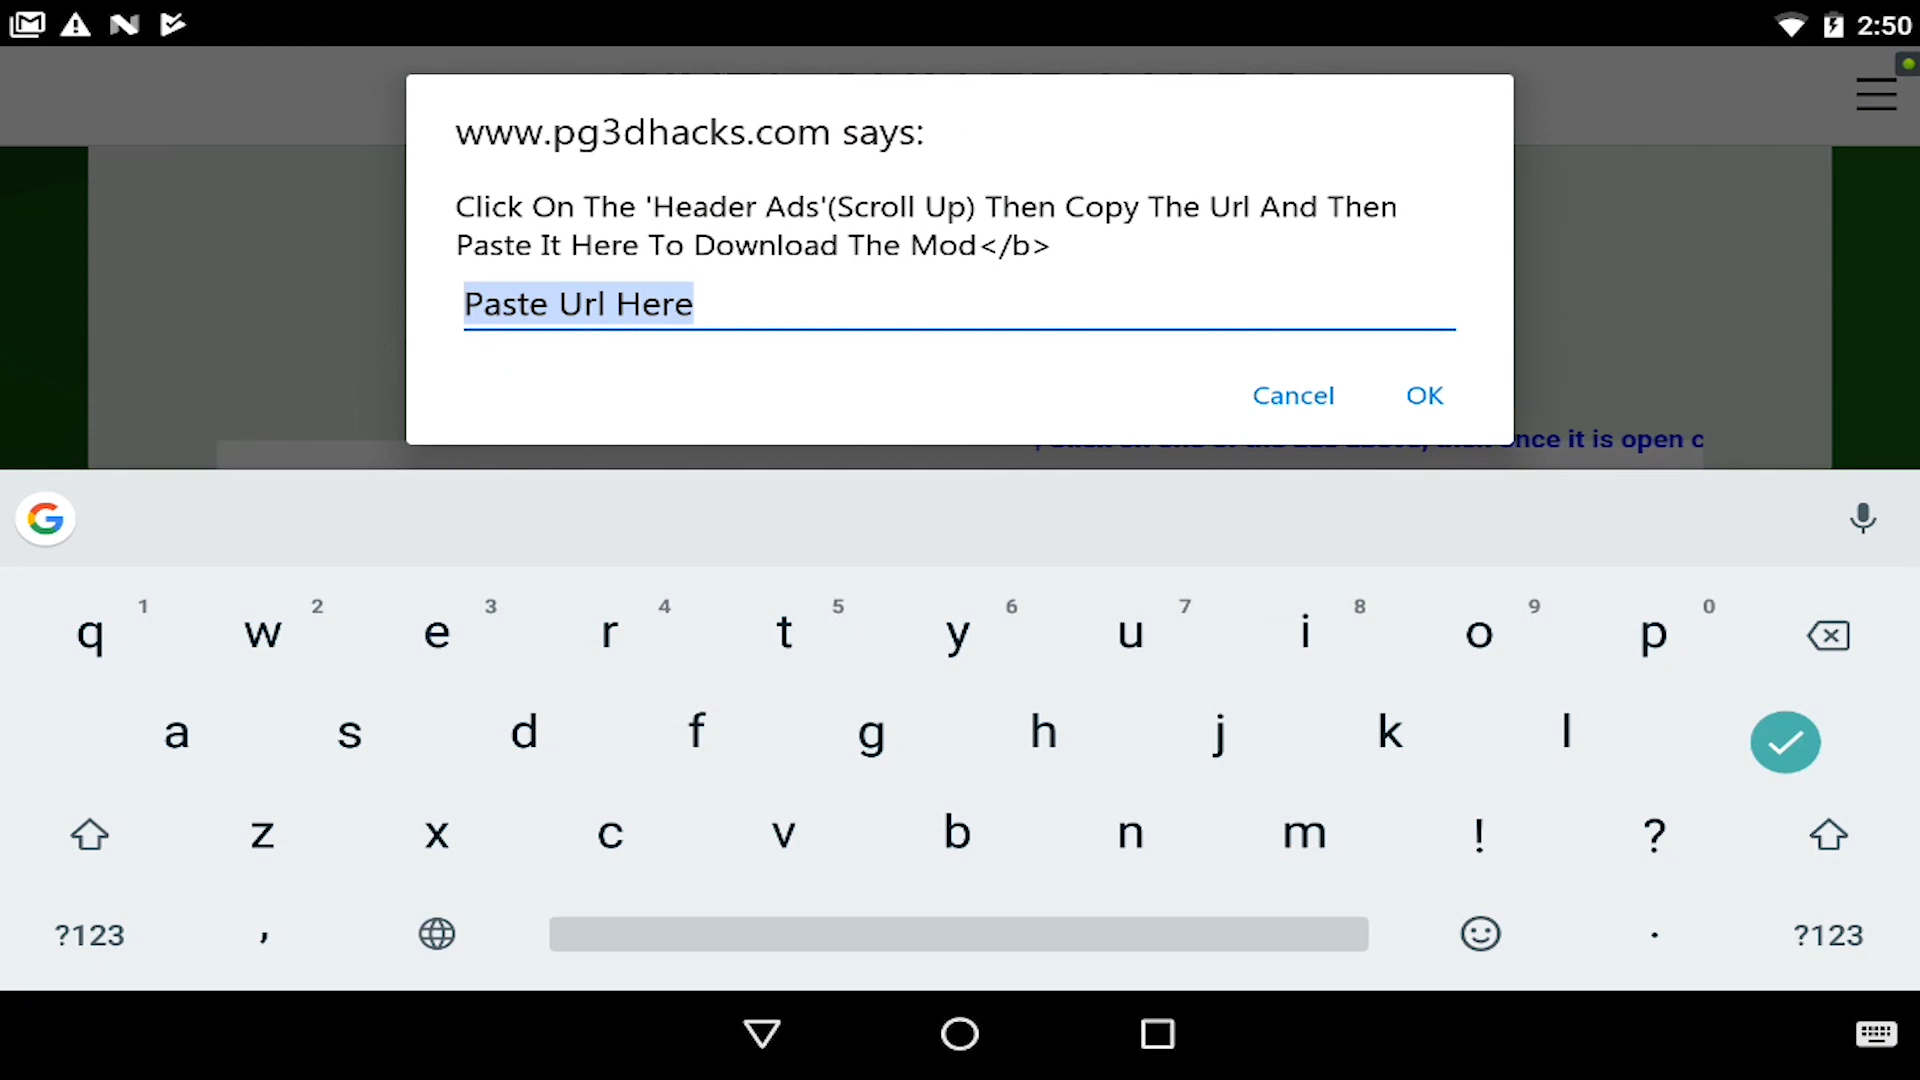 2:50
www.pg3dhacks.com says:
Click On The 'Header Ads'(Scroll Up) Then Copy The Url And Then
Paste It Here To Download The Mod</b>
Paste Url Here
Cancel OK
once it is open c
1 2 3 4 5 6 7 8 9 0
q w e r t y u i o p
a s d f g h j k l
z x c v b n m ! ?
?123 , . ?123